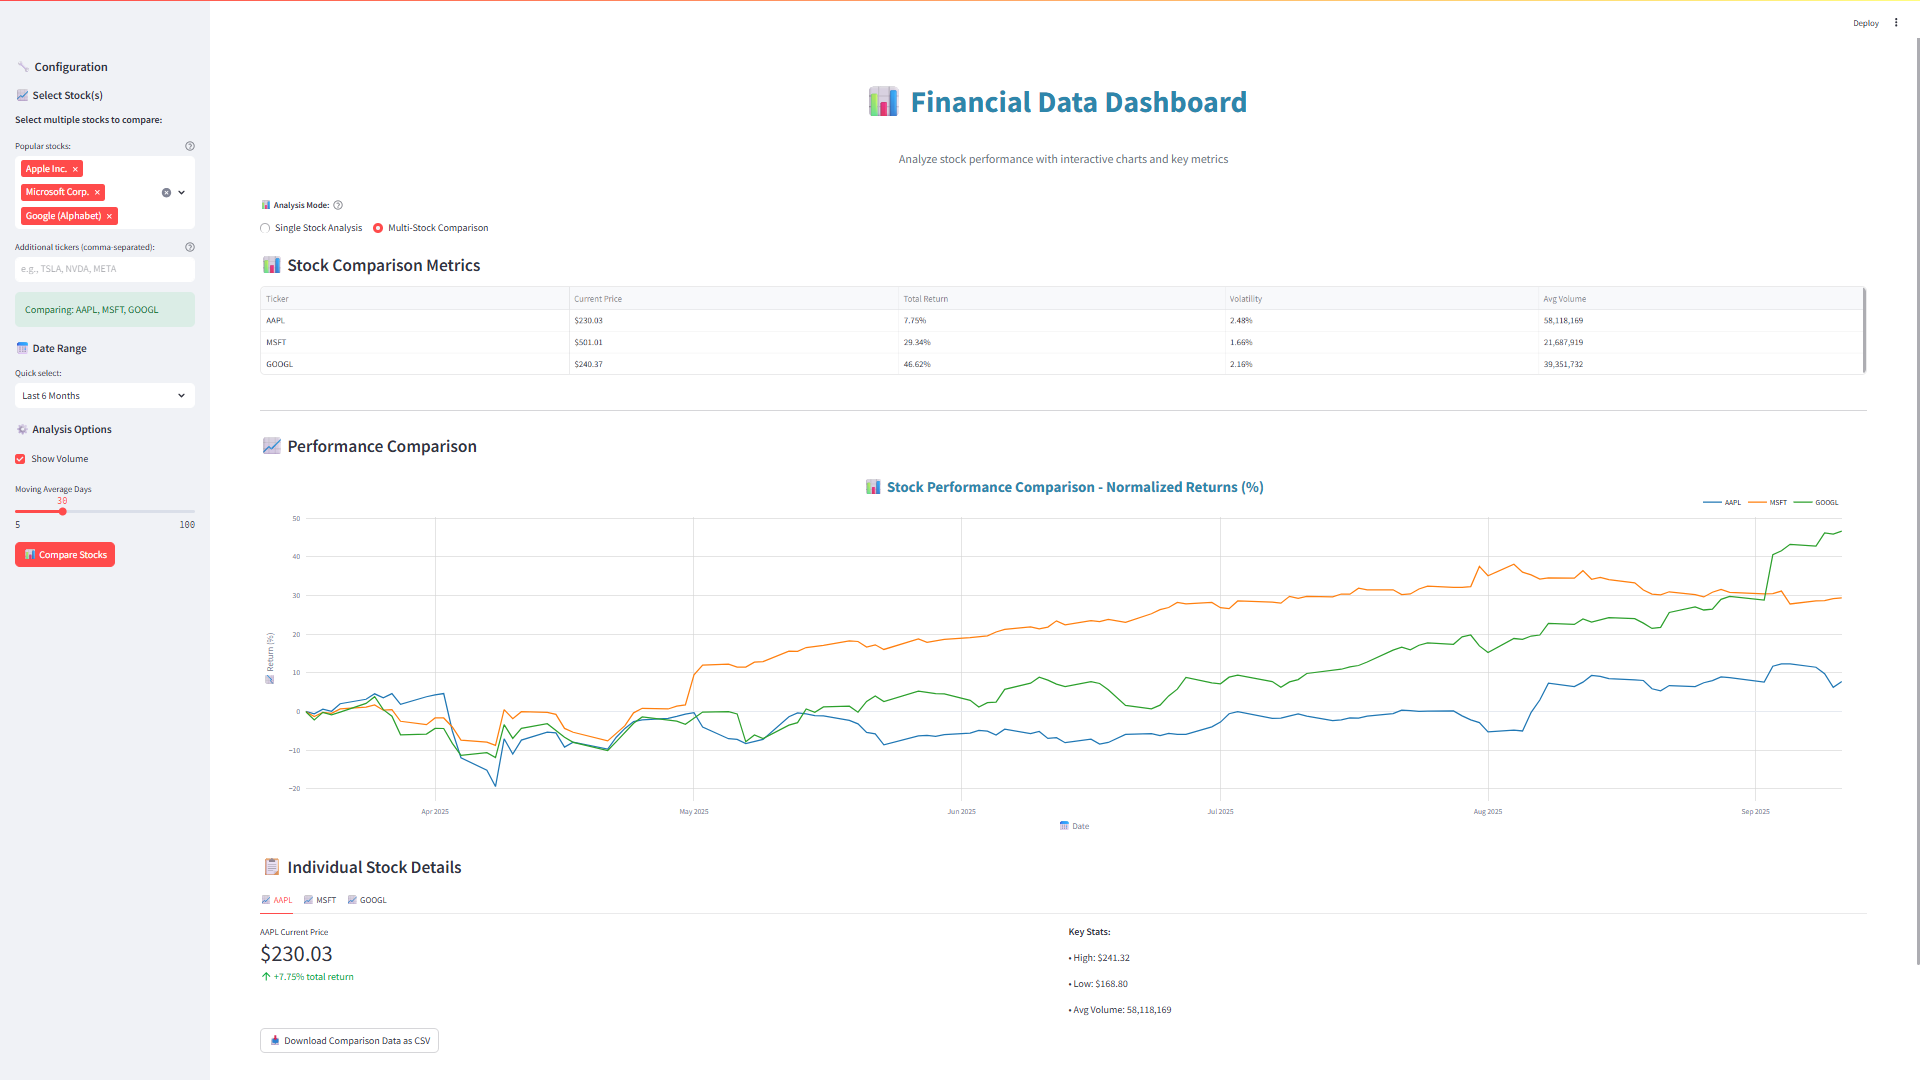 Deploy
Configuration
Select Stock(s)
Select multiple stocks to compare:
Popular stocks:
Apple Inc. ×
Microsoft Corp. ×
Google (Alphabet) ×
Additional tickers (comma-separated):
e.g., TSLA, NVDA, META
Comparing: AAPL, MSFT, GOOGL
Date Range
Quick select:
Last 6 Months
Analysis Options
Show Volume
Moving Average Days
30
5 100
Compare Stocks
Financial Data Dashboard
Analyze stock performance with interactive charts and key metrics
Analysis Mode:
Single Stock Analysis Multi-Stock Comparison
Stock Comparison Metrics
Ticker Current Price Total Return Volatility Avg Volume
AAPL $230.03 7.75% 2.48% 58,118,169
MSFT $501.01 29.34% 1.66% 21,687,919
GOOGL $240.37 46.62% 2.16% 39,351,732
Performance Comparison
Stock Performance Comparison - Normalized Returns (%)
AAPL MSFT GOOGL
50
40
30
20
10
0
−10
−20
Return (%)
Apr 2025 May 2025 Jun 2025 Jul 2025 Aug 2025 Sep 2025
Date
Individual Stock Details
AAPL MSFT GOOGL
AAPL Current Price
$230.03
+7.75% total return
Key Stats:
• High: $241.32
• Low: $168.80
• Avg Volume: 58,118,169
Download Comparison Data as CSV